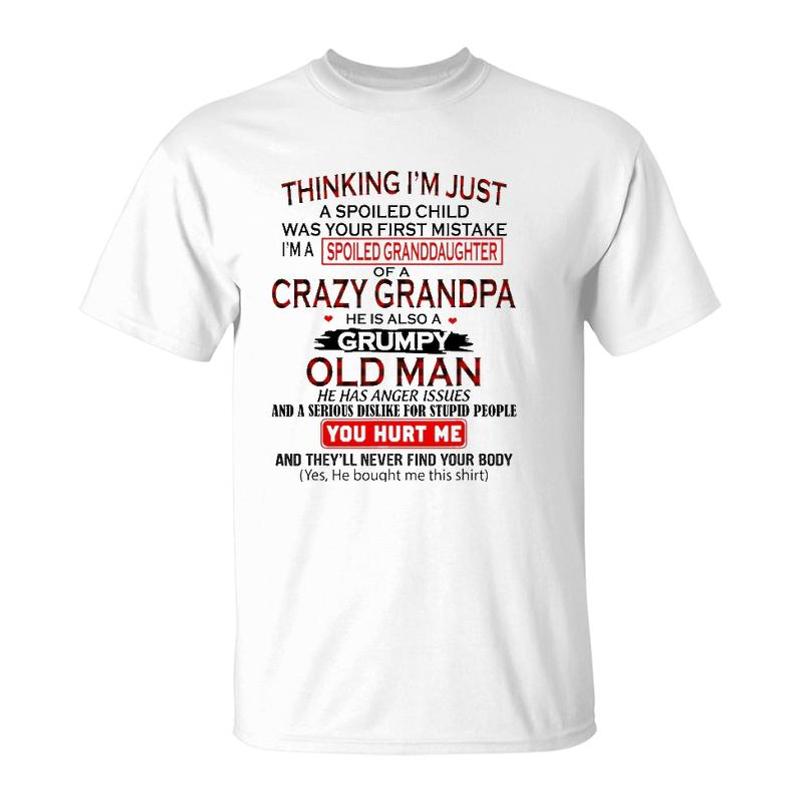 THINKING I'M JUST
A SPOILED CHILD
WAS YOUR FIRST MISTAKE
I'M A SPOILED GRANDDAUGHTER
OF A
CRAZY GRANDPA
HE IS ALSO A
GRUMPY
OLD MAN
HE HAS ANGER ISSUES
AND A SERIOUS DISLIKE FOR STUPID PEOPLE
YOU HURT ME
AND THEY'LL NEVER FIND YOUR BODY
(Yes, He bought me this shirt)